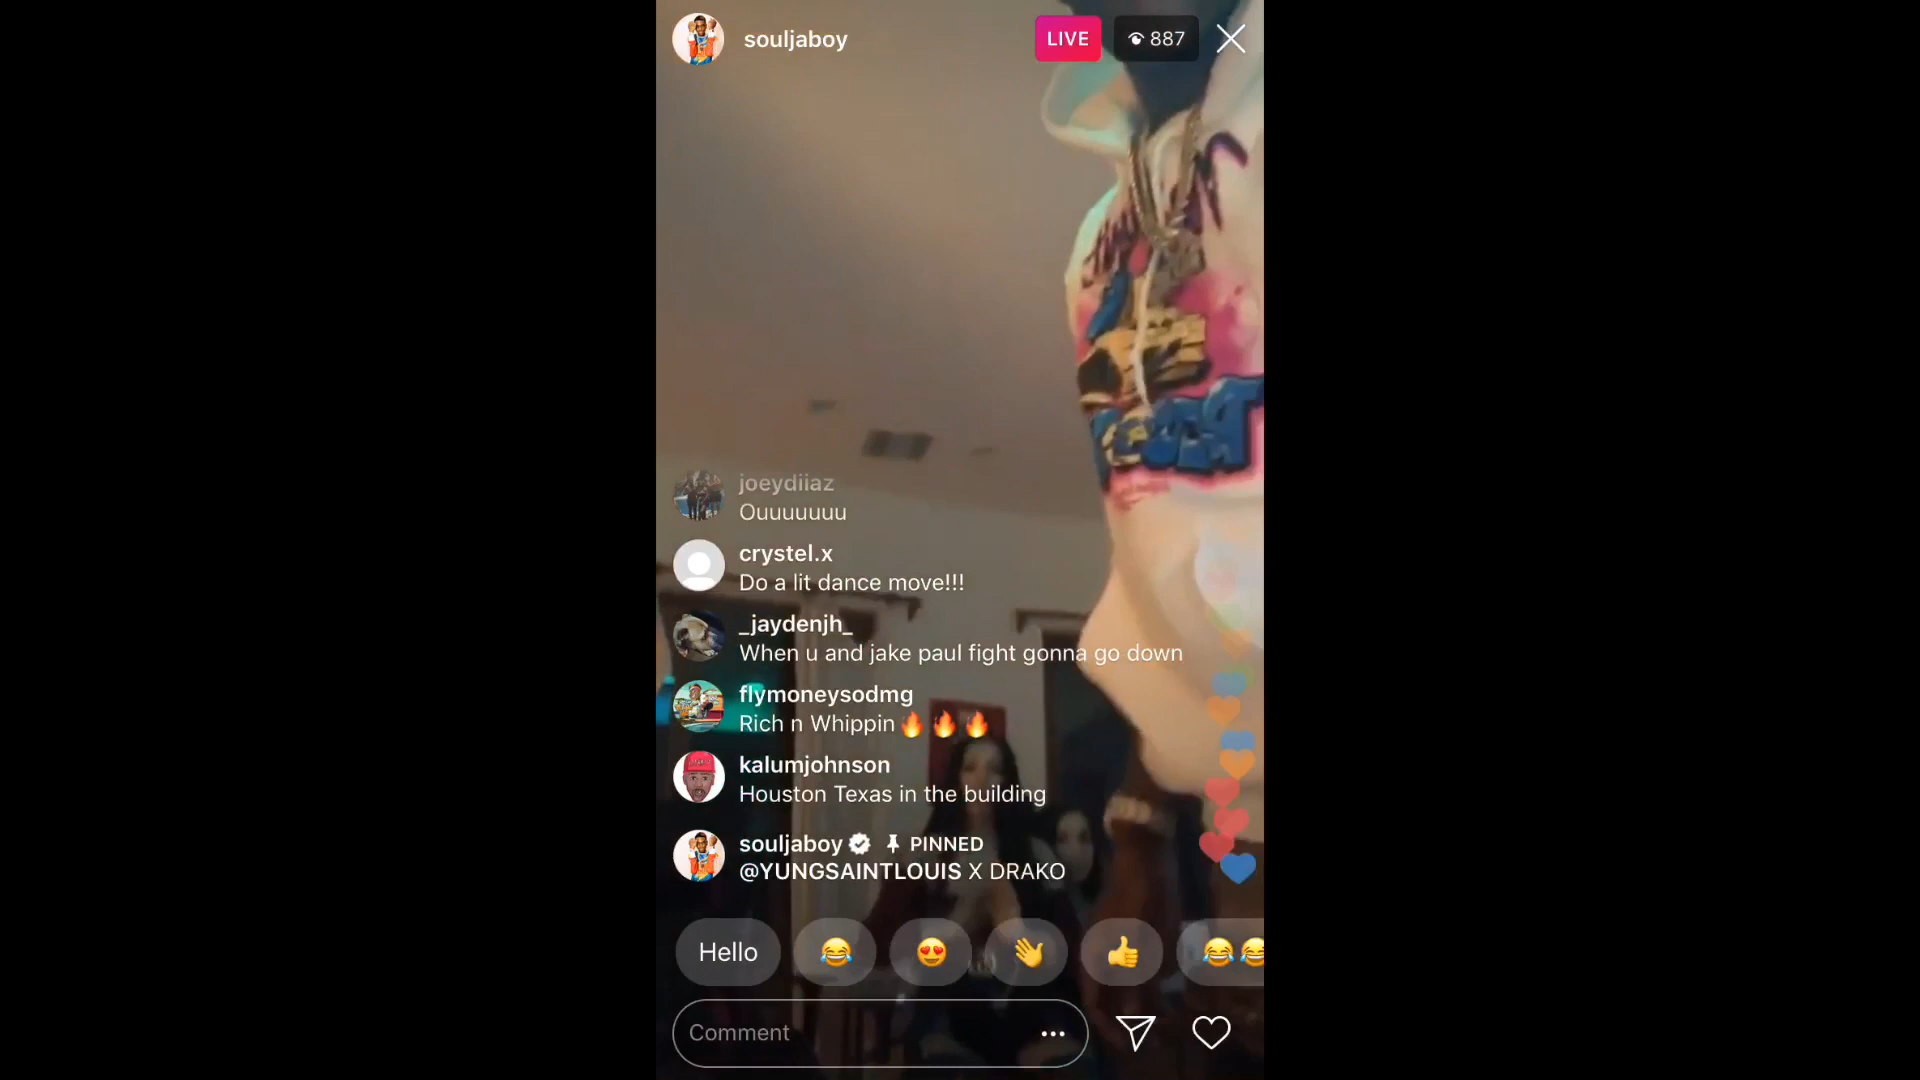 souljaboy
LIVE
887
joeydiiaz
Ouuuuuuu
crystel.x
Do a lit dance move!!!
_jaydenjh_
When u and jake paul fight gonna go down
flymoneysodmg
Rich n Whippin🔥🔥🔥
kalumjohnson
Houston Texas in the building
souljaboy PINNED
@YUNGSAINTLOUIS X DRAKO
Hello 😂 😍 👋 👍 😂😂
Comment